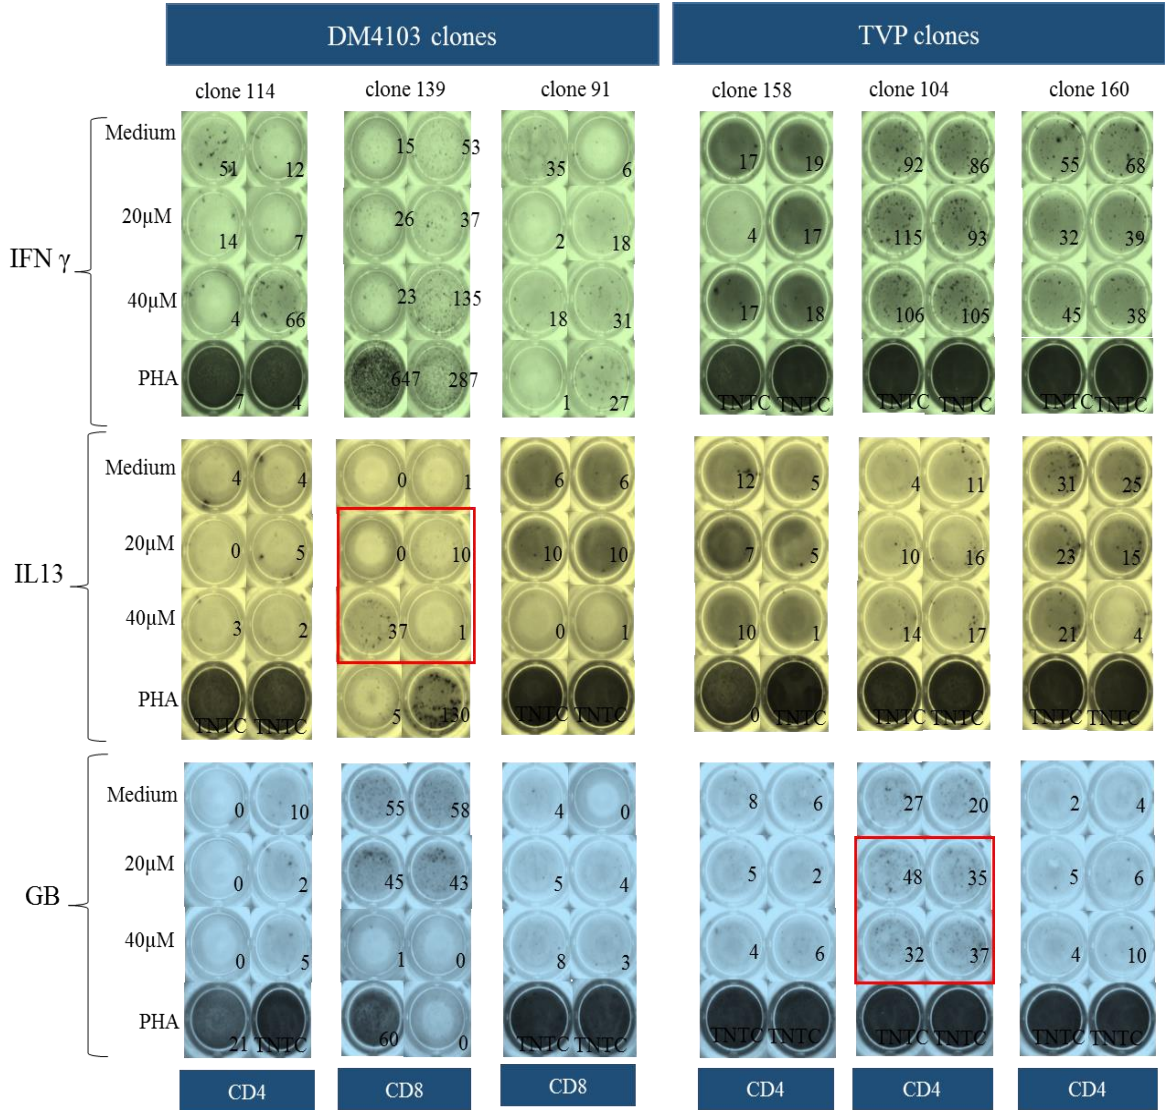 DM4103 clones TVP clones
clone 114 clone 139 clone 91 clone 158 clone 104 clone 160
IFN γ
Medium 51 12 15 53 35 6 17 19 92 86 55 68
20µM 14 7 26 37 2 18 4 17 115 93 32 39
40µM 4 66 23 135 18 31 17 18 106 105 45 38
PHA 7 4 647 287 1 27 TNTC TNTC TNTC TNTC TNTC TNTC
IL13
Medium 4 4 0 1 6 6 12 5 4 11 31 25
20µM 0 5 0 10 10 10 7 5 10 16 23 15
40µM 3 2 37 1 0 1 10 1 14 17 21 4
PHA TNTC TNTC 5 130 TNTC TNTC 0 TNTC TNTC TNTC TNTC TNTC
GB
Medium 0 10 55 58 4 0 8 6 27 20 2 4
20µM 0 2 45 43 5 4 5 2 48 35 5 6
40µM 0 5 1 0 8 3 4 6 32 37 4 10
PHA 21 TNTC 60 0 TNTC TNTC TNTC TNTC TNTC TNTC TNTC TNTC
CD4 CD8 CD8 CD4 CD4 CD4